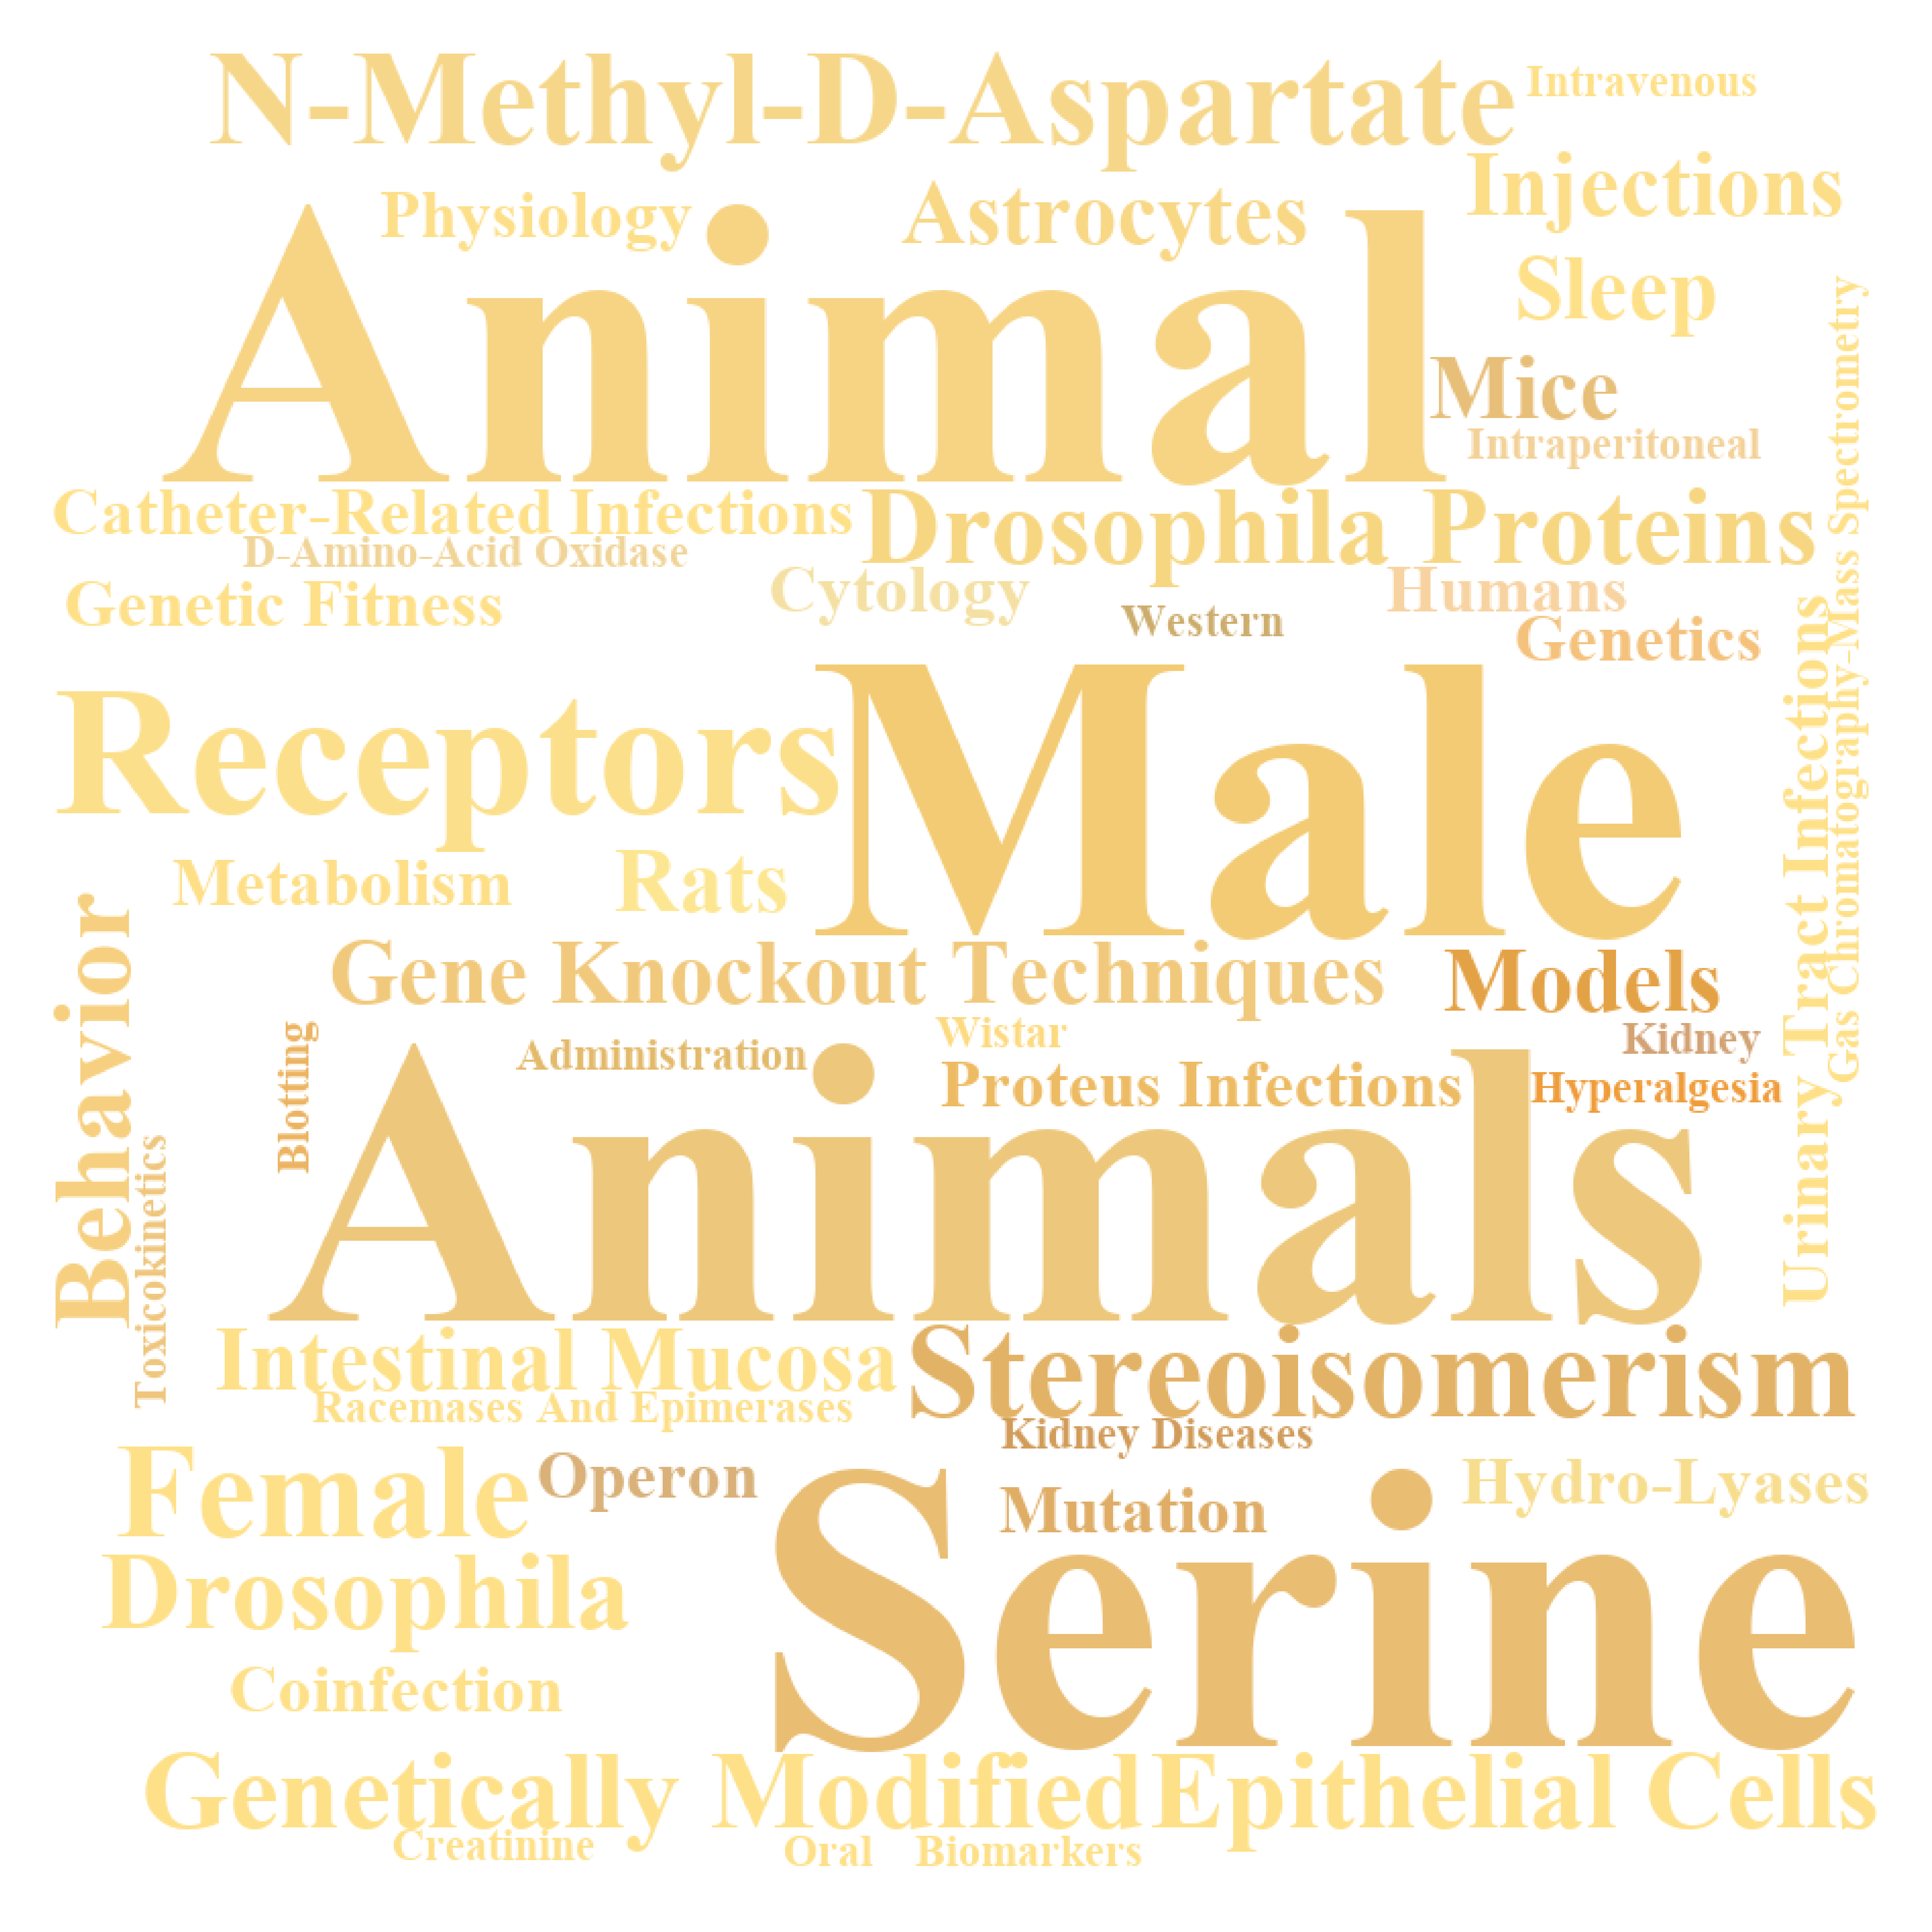 N-Methyl-D-Aspartate
Intravenous
Injections
Physiology
Astrocytes
Animal
Sleep
Mice
Intraperitoneal
Gas Chromatography-Mass Spectrometry
Catheter-Related Infections
Drosophila Proteins
D-Amino-Acid Oxidase
Genetic Fitness
Cytology
Humans
Western
Genetics
Urinary Tract Infections
Receptors
Male
Metabolism
Rats
Behavior
Gene Knockout Techniques
Models
Blotting
Administration
Wistar
Kidney
Proteus Infections
Hyperalgesia
Animals
Toxicokinetics
Intestinal Mucosa
Stereoisomerism
Racemases And Epimerases
Kidney Diseases
Female
Operon
Mutation
Hydro-Lyases
Serine
Drosophila
Coinfection
Genetically Modified
Epithelial Cells
Creatinine
Oral
Biomarkers